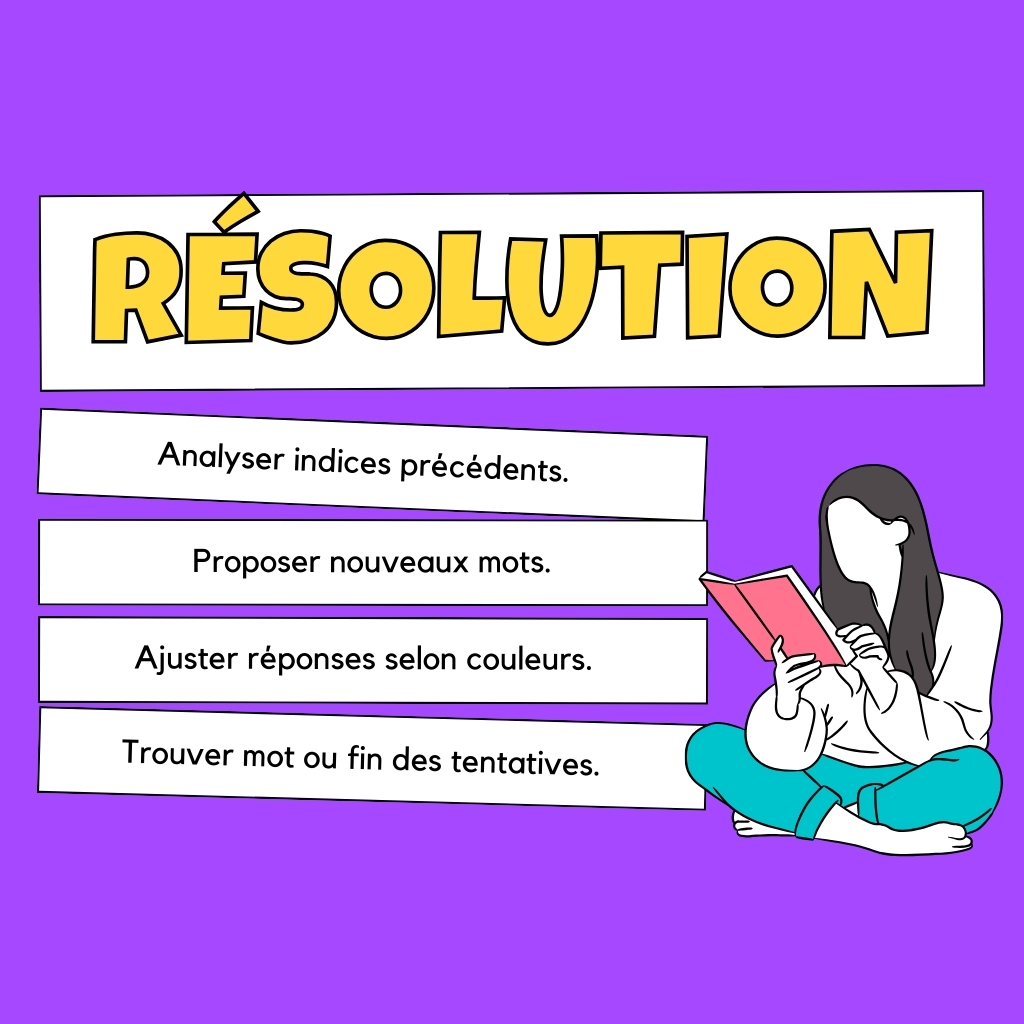 RÉSOLUTION
Analyser indices précédents.
Proposer nouveaux mots.
Ajuster réponses selon couleurs.
Trouver mot ou fin des tentatives.